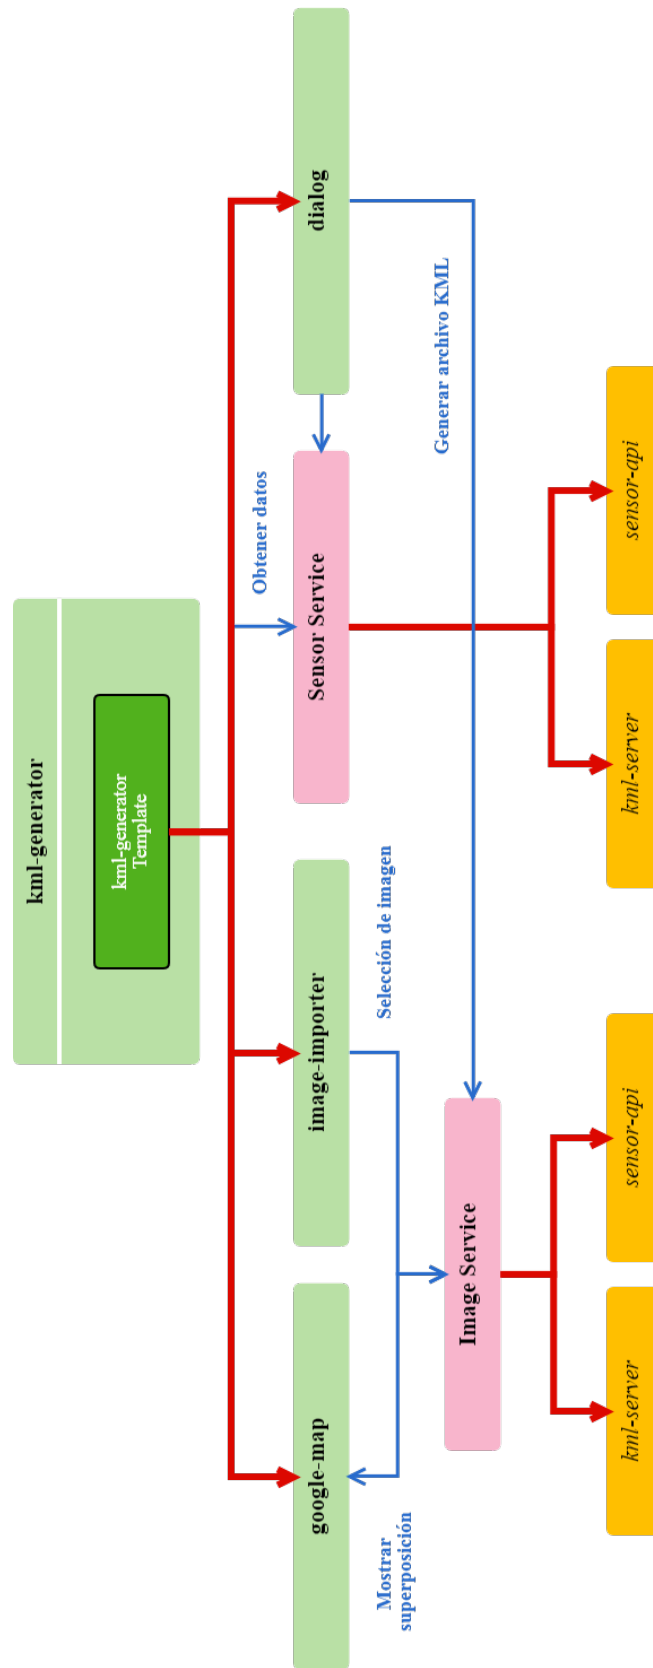 kml-generator
kml-generator
Template
google-map
image-importer
Sensor Service
dialog
Obtener datos
Mostrar
superposición
Selección de imagen
Generar archivo KML
Image Service
kml-server
sensor-api
kml-server
sensor-api